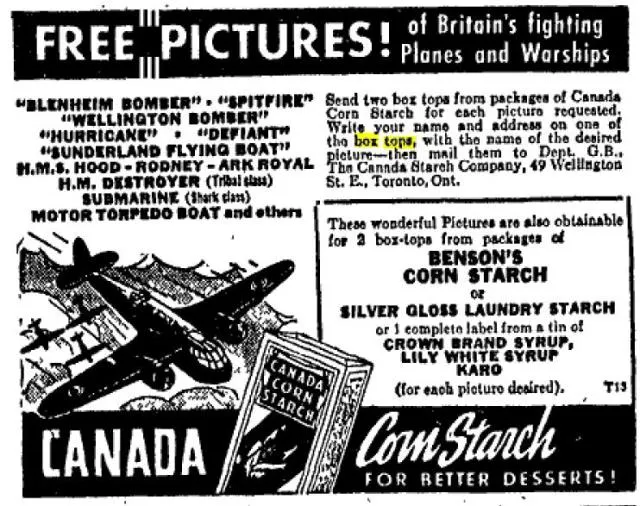 FREE PICTURES!
of Britain's fighting
Planes and Warships
"BLENHEIM BOMBER" · "SPITFIRE"
"WELLINGTON BOMBER"
"HURRICANE" · "DEFIANT"
"SUNDERLAND FLYING BOAT"
H.M.S. HOOD - RODNEY - ARK ROYAL
H.M. DESTROYER (Tribal class)
SUBMARINE (Shark class)
MOTOR TORPEDO BOAT and others
Send two box tops from packages of Canada
Corn Starch for each picture requested.
Write your name and address on one of
the box tops, with the name of the desired
picture—then mail them to Dept. G.B.,
The Canada Starch Company, 49 Wellington
St. E., Toronto, Ont.
These wonderful Pictures are also obtainable
for 2 box-tops from packages of
BENSON'S
CORN STARCH
or
SILVER GLOSS LAUNDRY STARCH
or 1 complete label from a tin of
CROWN BRAND SYRUP,
LILY WHITE SYRUP
KARO
(for each picture desired). T13
CANADA
CORN
STARCH
CANADA Corn Starch
FOR BETTER DESSERTS!